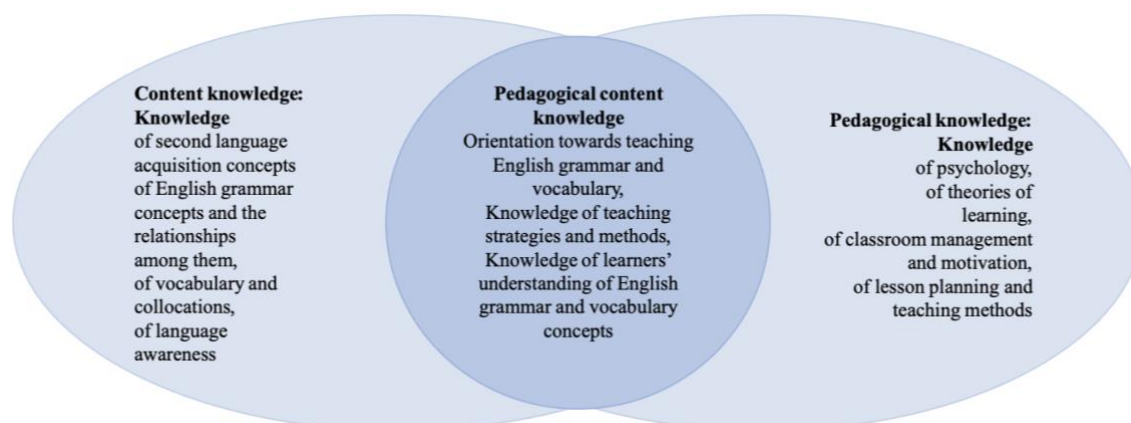 Content knowledge:
Knowledge
of second language
acquisition concepts
of English grammar
concepts and the
relationships
among them,
of vocabulary and
collocations,
of language
awareness
Pedagogical content
knowledge
Orientation towards teaching
English grammar and
vocabulary,
Knowledge of teaching
strategies and methods,
Knowledge of learners’
understanding of English
grammar and vocabulary
concepts
Pedagogical knowledge:
Knowledge
of psychology,
of theories of
learning,
of classroom management
and motivation,
of lesson planning and
teaching methods